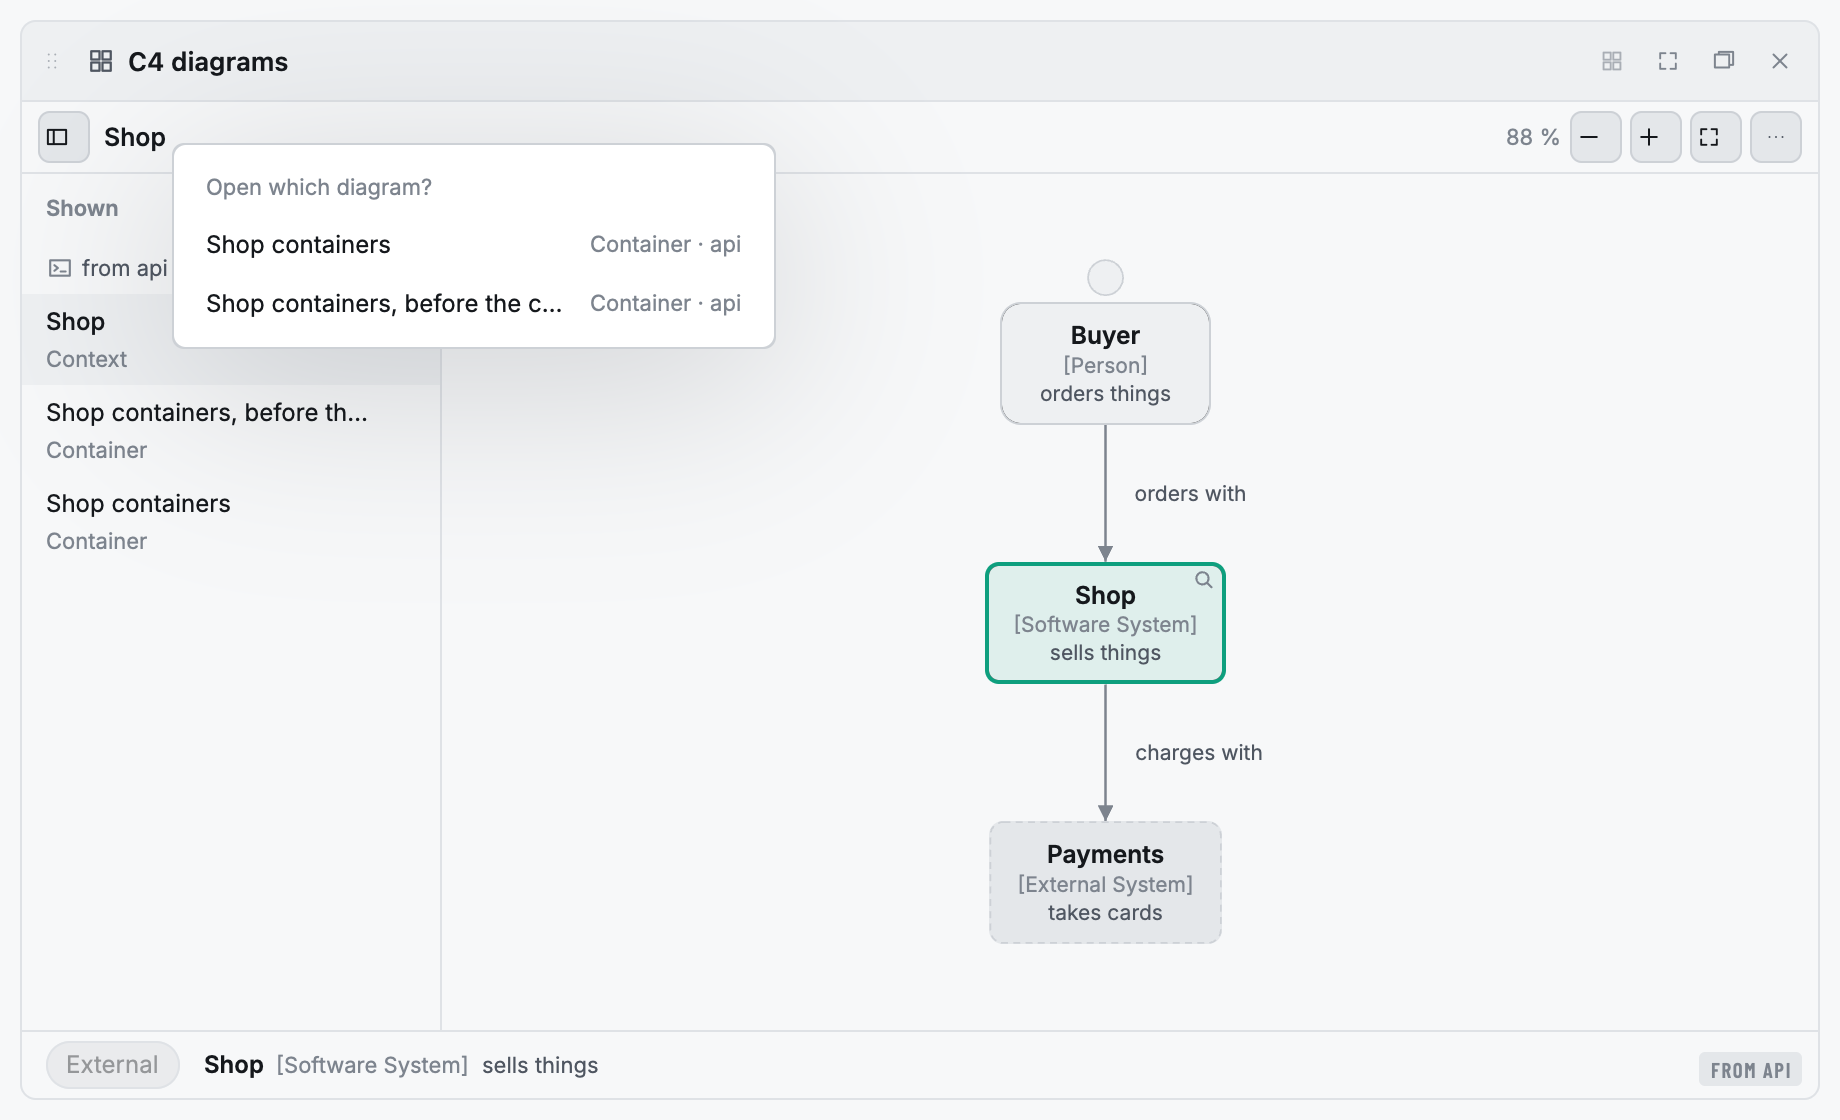 C4 diagrams
Shop
88 %
Open which diagram?
Shop containers Container · api
Shop containers, before the c... Container · api
Shown
from api
Shop
Context
Shop containers, before th...
Container
Shop containers
Container
Buyer
[Person]
orders things
orders with
Shop
[Software System]
sells things
charges with
Payments
[External System]
takes cards
External Shop [Software System] sells things
FROM API